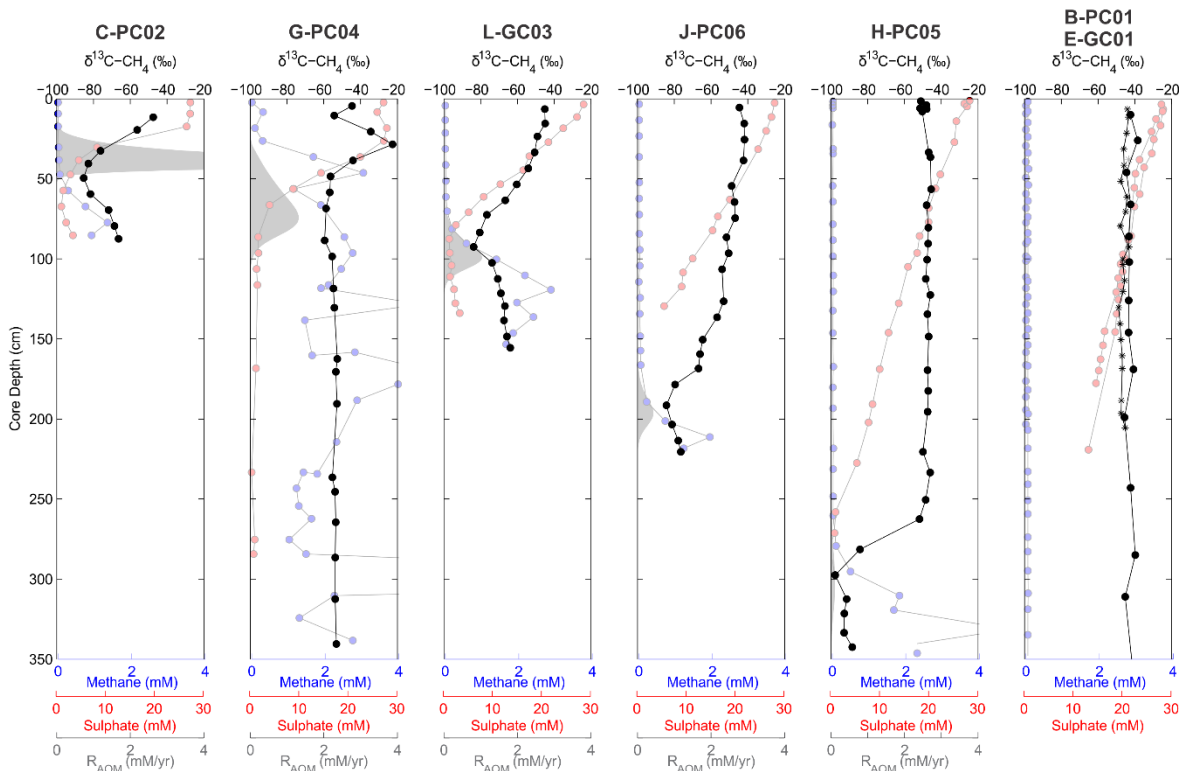 C-PC02
δ¹³C−CH₄ (‰)
−100 −80 −60 −40 −20
G-PC04
δ¹³C−CH₄ (‰)
−100 −80 −60 −40 −20
L-GC03
δ¹³C−CH₄ (‰)
−100 −80 −60 −40 −20
J-PC06
δ¹³C−CH₄ (‰)
−100 −80 −60 −40 −20
H-PC05
δ¹³C−CH₄ (‰)
−100 −80 −60 −40 −20
B-PC01
E-GC01
δ¹³C−CH₄ (‰)
−100 −80 −60 −40 −20
Core Depth (cm)
0
50
100
150
200
250
300
350
0 2 4
Methane (mM)
0 10 20 30
Sulphate (mM)
0 2 4
R_AOM (mM/yr)
0 2 4
Methane (mM)
0 10 20 30
Sulphate (mM)
0 2 4
R_AOM (mM/yr)
0 2 4
Methane (mM)
0 10 20 30
Sulphate (mM)
0 2 4
R_AOM (mM/yr)
0 2 4
Methane (mM)
0 10 20 30
Sulphate (mM)
0 2 4
R_AOM (mM/yr)
0 2 4
Methane (mM)
0 10 20 30
Sulphate (mM)
0 2 4
R_AOM (mM/yr)
0 2 4
Methane (mM)
0 10 20 30
Sulphate (mM)
0 2 4
R_AOM (mM/yr)